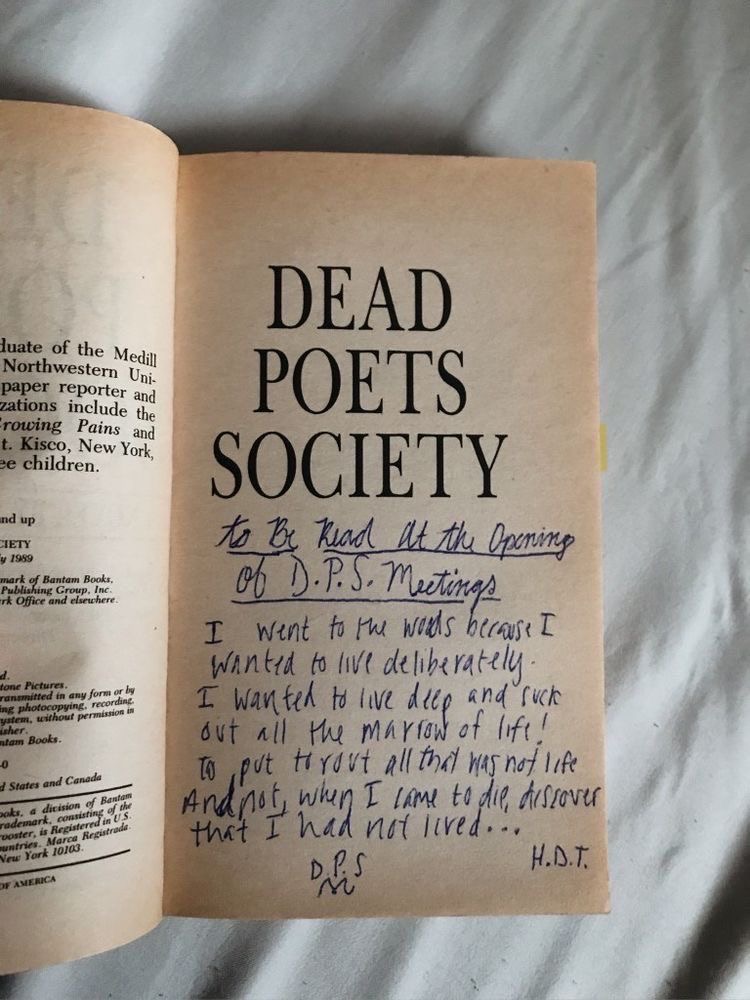 duate of the Medill
Northwestern Uni-
paper reporter and
zations include the
rowing Pains and
t. Kisco, New York,
ee children.
nd up
CIETY
y 1989
mark of Bantam Books,
Publishing Group, Inc.
rk Office and elsewhere.
d.
tone Pictures.
ransmitted in any form or by
ng photocopying, recording,
ystem, without permission in
isher.
ntam Books.
-0
d States and Canada
ooks, a division of Bantam
rademark, consisting of the
rooster, is Registered in U.S.
ountries. Marca Registrada.
New York 10103.
OF AMERICA
DEAD
POETS
SOCIETY
to Be Read At the Opening
of D.P.S. Meetings
I went to the woods because I
wanted to live deliberately.
I wanted to live deep and suck
out all the marrow of life!
To put to rout all that was not life
And not, when I came to die, discover
that I had not lived...
D.P.S
H.D.T.